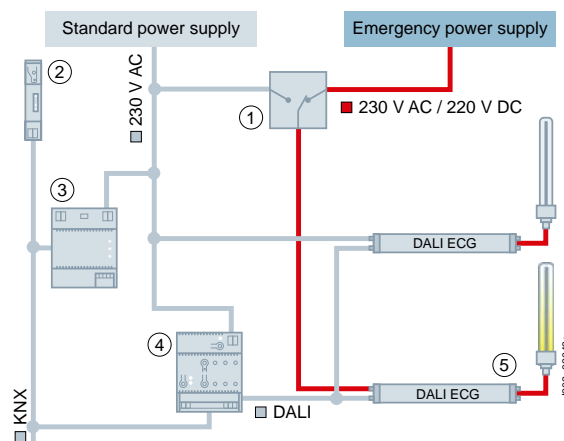 Standard power supply
Emergency power supply
2
230 V AC
1
230 V AC / 220 V DC
3
DALI ECG
4
5
DALI ECG
DALI
KNX